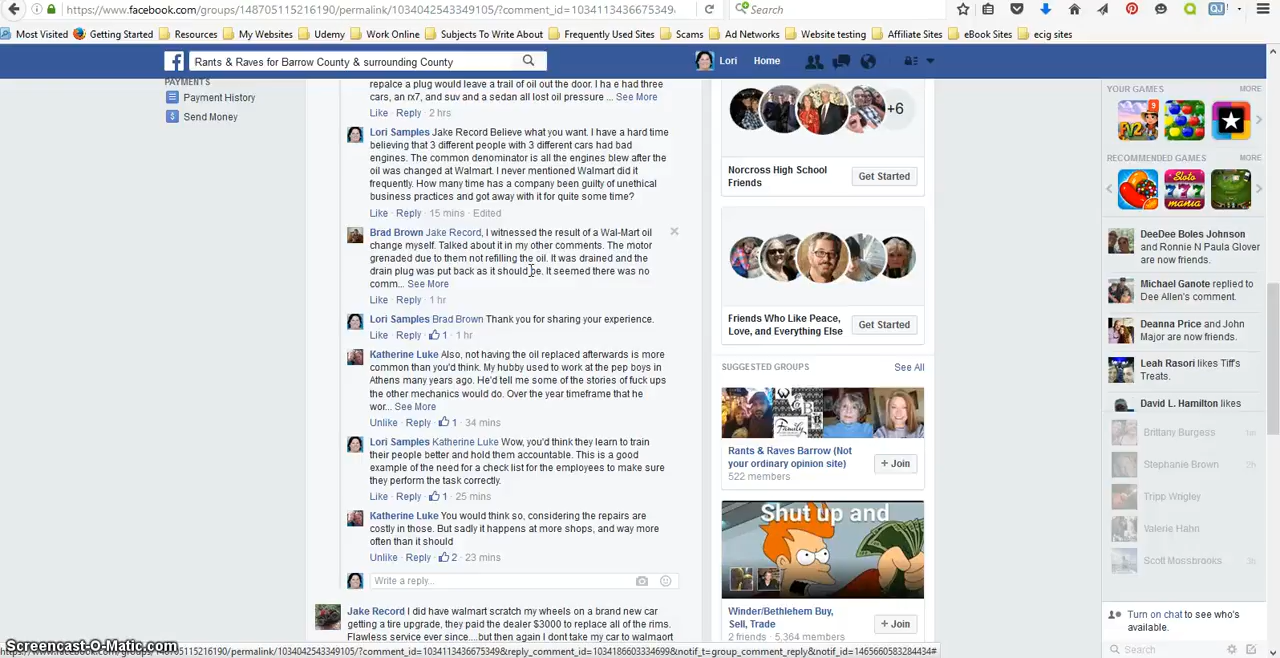 https://www.facebook.com/groups/148705115216190/permalink/1034042543349105/?comment_id=1034113436675349
Search
Most Visited Getting Started Resources My Websites Udemy Work Online Subjects To Write About Frequently Used Sites Scams Ad Networks Website testing Affiliate Sites eBook Sites ecig sites
Rants & Raves for Barrow County & surrounding County
Lori Home
PAYMENTS
Payment History
Send Money
repalce a plug would leave a trail of oil out the door. I ha e had three
cars, an rx7, and suv and a sedan all lost oil pressure ... See More
Like · Reply · 2 hrs
Lori Samples Jake Record Believe what you want. I have a hard time
believing that 3 different people with 3 different cars had bad
engines. The common denominator is all the engines blew after the
oil was changed at Walmart. I never mentioned Walmart did it
frequently. How many time has a company been guilty of unethical
business practices and got away with it for quite some time?
Like · Reply · 15 mins · Edited
Brad Brown Jake Record, I witnessed the result of a Wal-Mart oil
change myself. Talked about it in my other comments. The motor
grenaded due to them not refilling the oil. It was drained and the
drain plug was put back as it should be. It seemed there was no
comm... See More
Like · Reply · 1 hr
Lori Samples Brad Brown Thank you for sharing your experience.
Like · Reply · 1 · 1 hr
Katherine Luke Also, not having the oil replaced afterwards is more
common than you'd think. My hubby used to work at the pep boys in
Athens many years ago. He'd tell me some of the stories of fuck ups
the other mechanics would do. Over the year timeframe that he
wor... See More
Unlike · Reply · 1 · 34 mins
Lori Samples Katherine Luke Wow, you'd think they learn to train
their people better and hold them accountable. This is a good
example of the need for a check list for the employees to make sure
they perform the task correctly.
Like · Reply · 1 · 25 mins
Katherine Luke You would think so, considering the repairs are
costly in those. But sadly it happens at more shops, and way more
often than it should
Unlike · Reply · 2 · 23 mins
Write a reply...
Jake Record I did have walmart scratch my wheels on a brand new car
getting a tire upgrade, they paid the dealer $3000 to replace all of the rims.
Flawless service ever since....but then again I dont take my car to walmaort
+6
Norcross High School
Friends
Get Started
Friends Who Like Peace,
Love, and Everything Else
Get Started
SUGGESTED GROUPS See All
Rants & Raves Barrow (Not
your ordinary opinion site)
522 members
+ Join
Shut up and
Winder/Bethlehem Buy,
Sell, Trade
2 friends · 5,364 members
+ Join
YOUR GAMES MORE
RECOMMENDED GAMES MORE
DeeDee Boles Johnson
and Ronnie N Paula Glover
are now friends.
Michael Ganote replied to
Dee Allen's comment.
Deanna Price and John
Major are now friends.
Leah Rasori likes Tiff's
Treats.
David L. Hamilton likes
Brittany Burgess 1m
Stephanie Brown 2h
Tripp Wrigley
Valerie Hahn
Scott Mossbrooks 3h
Turn on chat to see who's
available.
Search
Screencast-O-Matic.com
https://www.facebook.com/groups/148705115216190/permalink/1034042543349105/?comment_id=1034113436675349&reply_comment_id=1034186603334699&notif_t=group_comment_reply&notif_id=1465660583284434#